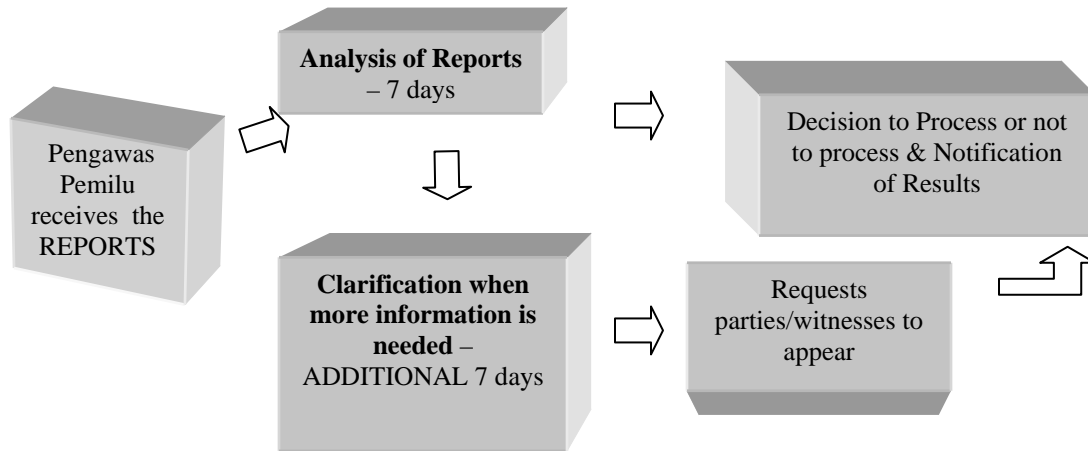 Pengawas
Pemilu
receives the
REPORTS
Analysis of Reports
– 7 days
Clarification when
more information is
needed –
ADDITIONAL 7 days
Requests
parties/witnesses to
appear
Decision to Process or not
to process & Notification
of Results